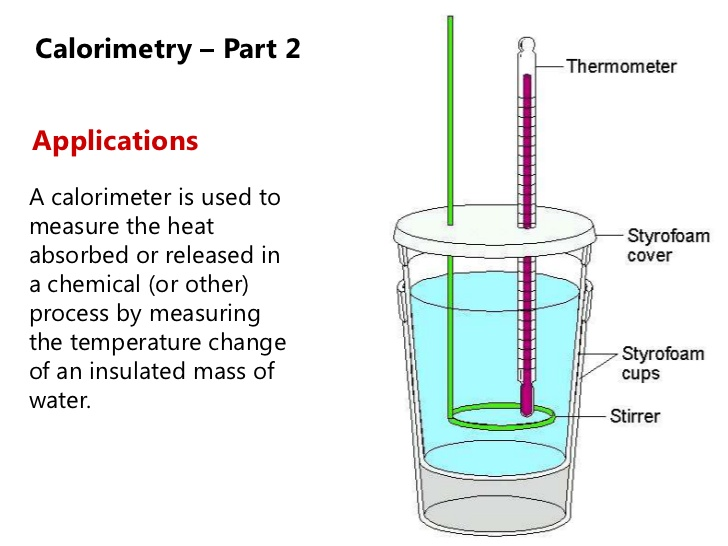 Calorimetry – Part 2
Applications
A calorimeter is used to
measure the heat
absorbed or released in
a chemical (or other)
process by measuring
the temperature change
of an insulated mass of
water.
Thermometer
Styrofoam
cover
Styrofoam
cups
Stirrer